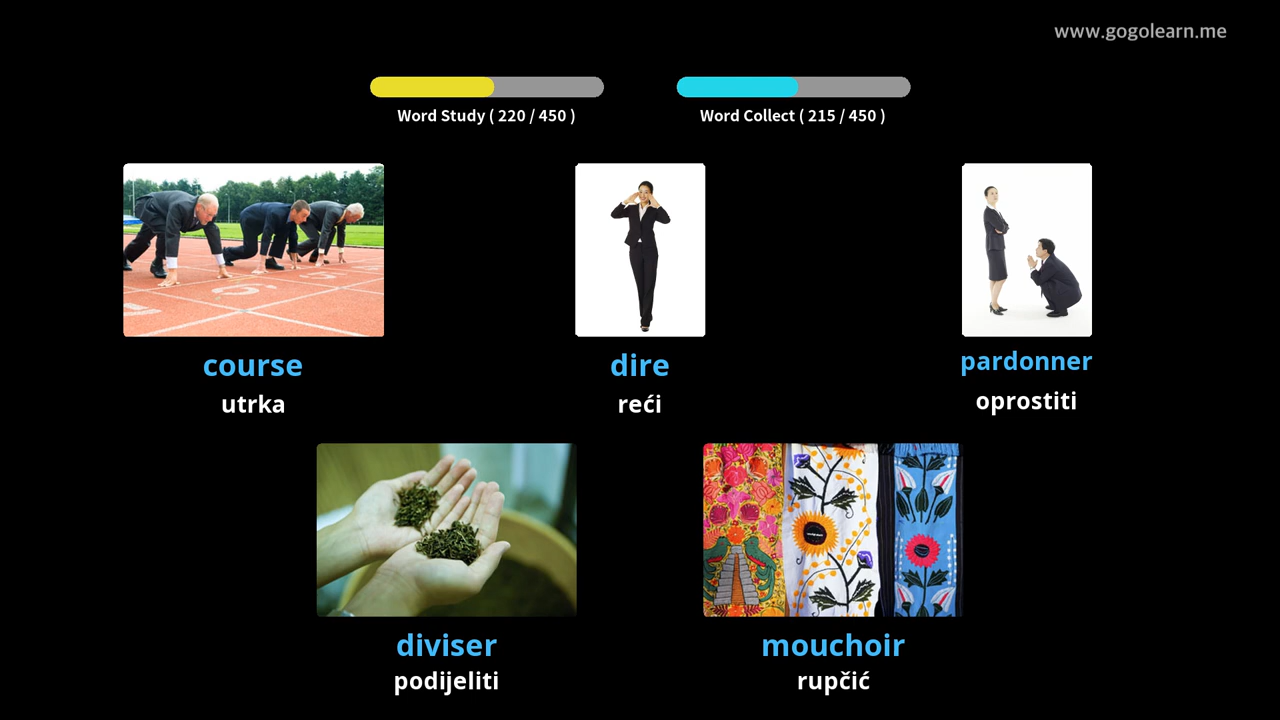 www.gogolearn.me
Word Study ( 220 / 450 )
Word Collect ( 215 / 450 )
course
utrka
dire
reći
pardonner
oprostiti
diviser
podijeliti
mouchoir
rupčić